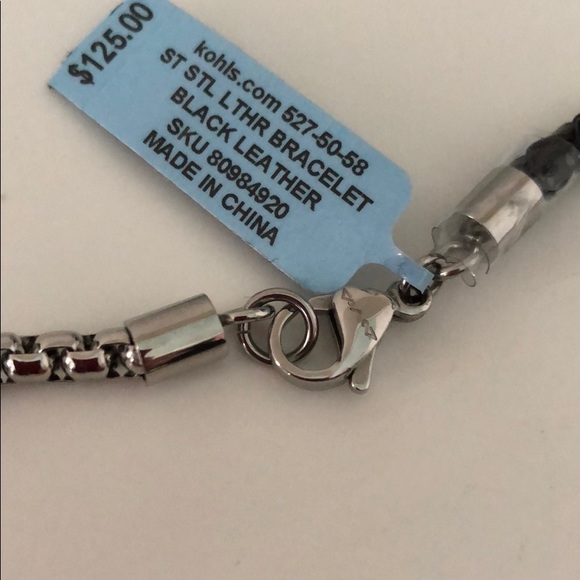 $125.00
kohls.com 527-50-58
ST STL LTHR BRACELET
BLACK LEATHER
SKU 80984920
MADE IN CHINA